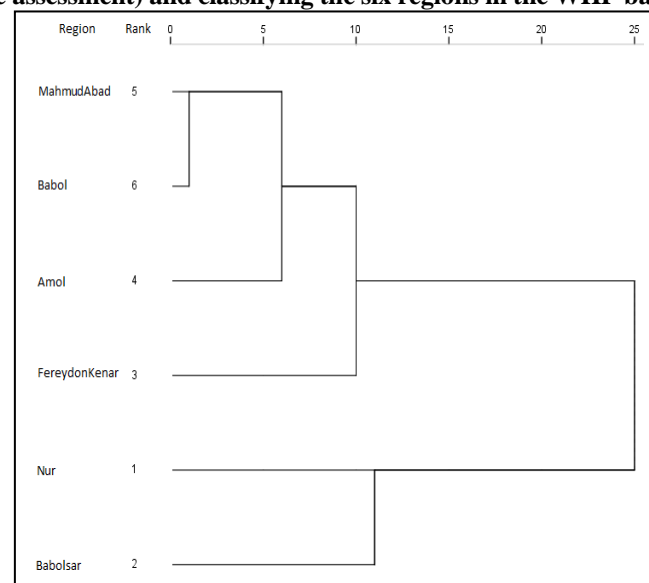 e assessment) and classifying the six regions in the WHP ba
Region Rank 0 5 10 15 20 25
MahmudAbad 5
Babol 6
Amol 4
FereydonKenar 3
Nur 1
Babolsar 2